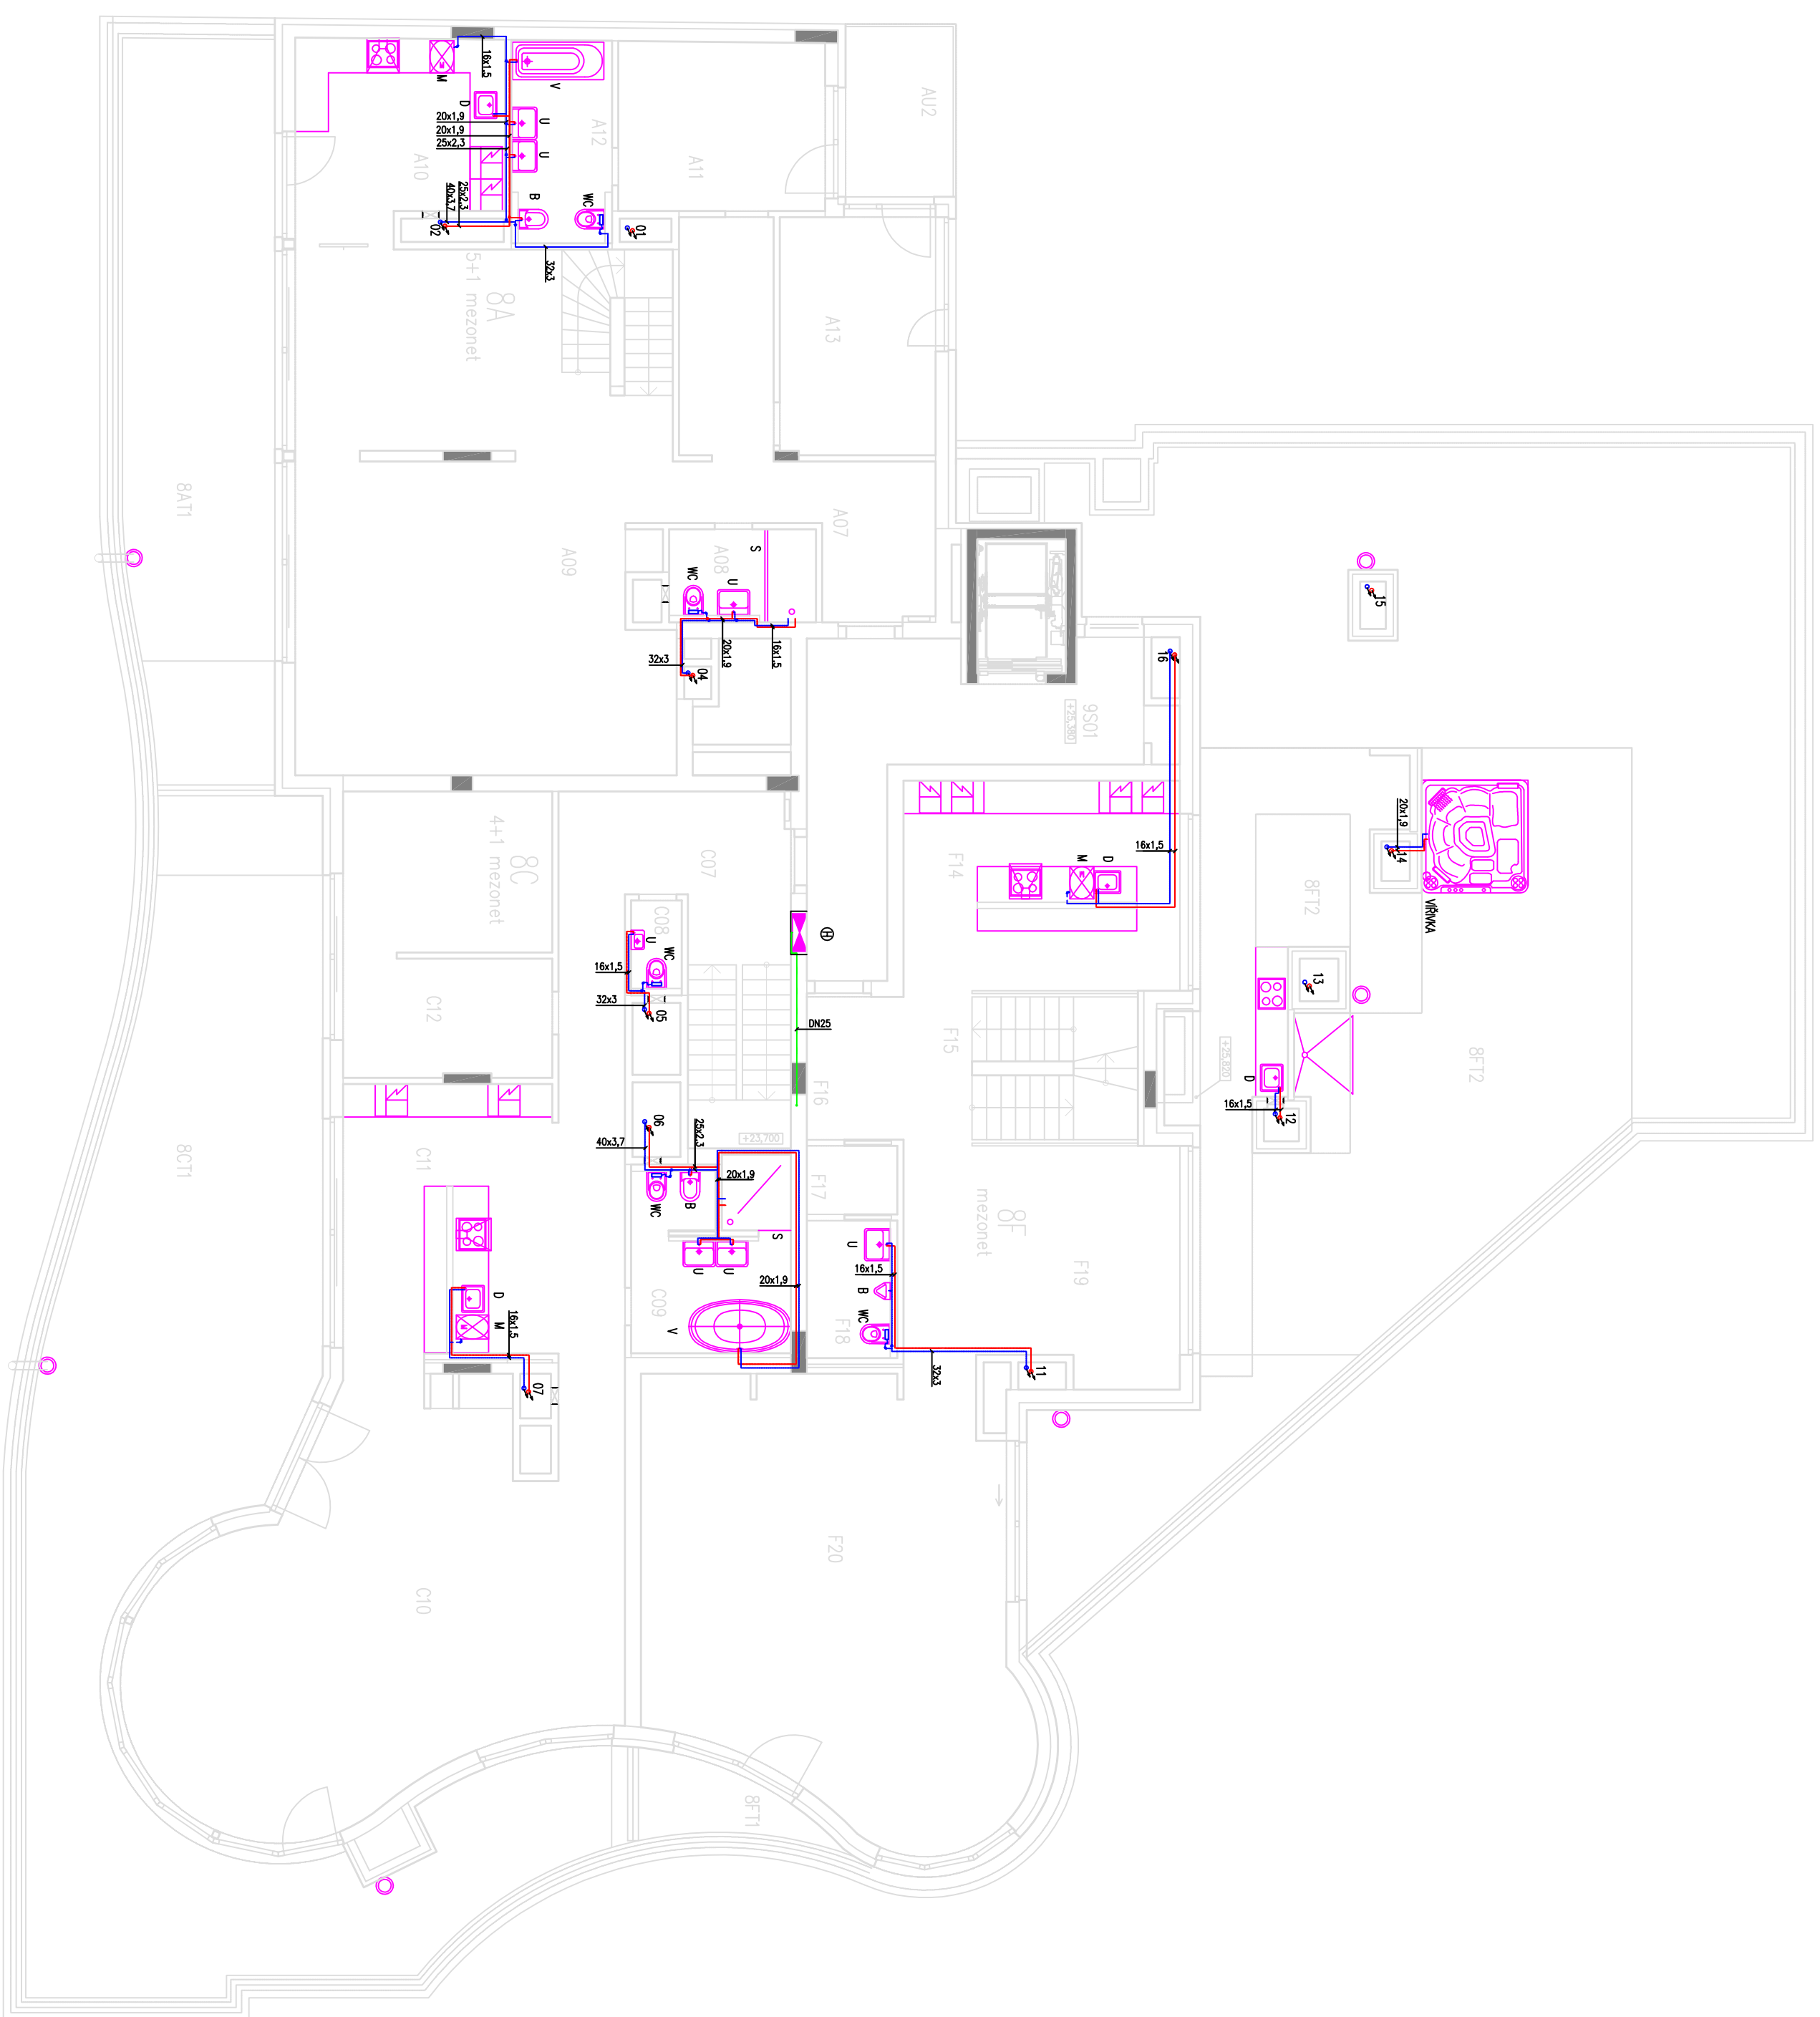 16x1,5
M
D
20x1,9
20x1,9
25x2,3
V
U
U
A12
A11
AU2
A10
B
WC
25x2,3
40x3,7
02
01
32x3
8A
5+1 mezonet
A13
8AT1
A09
A07
A08
S
WC
U
20x1,9
16x1,5
32x3
04
15
16
9S01
+25,380
16x1,5
20x1,9
14
VÍŘIVKA
8FT2
F14
M
D
8C
4+1 mezonet
C07
C08
U
WC
16x1,5
32x3
05
H
DN25
C12
F15
F16
13
8FT2
+25,820
D
16x1,5
12
06
40x3,7
25x2,3
+23,700
20x1,9
F17
8F
mezonet
F19
8CT1
C11
WC
B
S
U
U
C09
V
20x1,9
U
16x1,5
B
WC
F18
32x3
11
D
M
16x1,5
07
C10
F20
8FT1